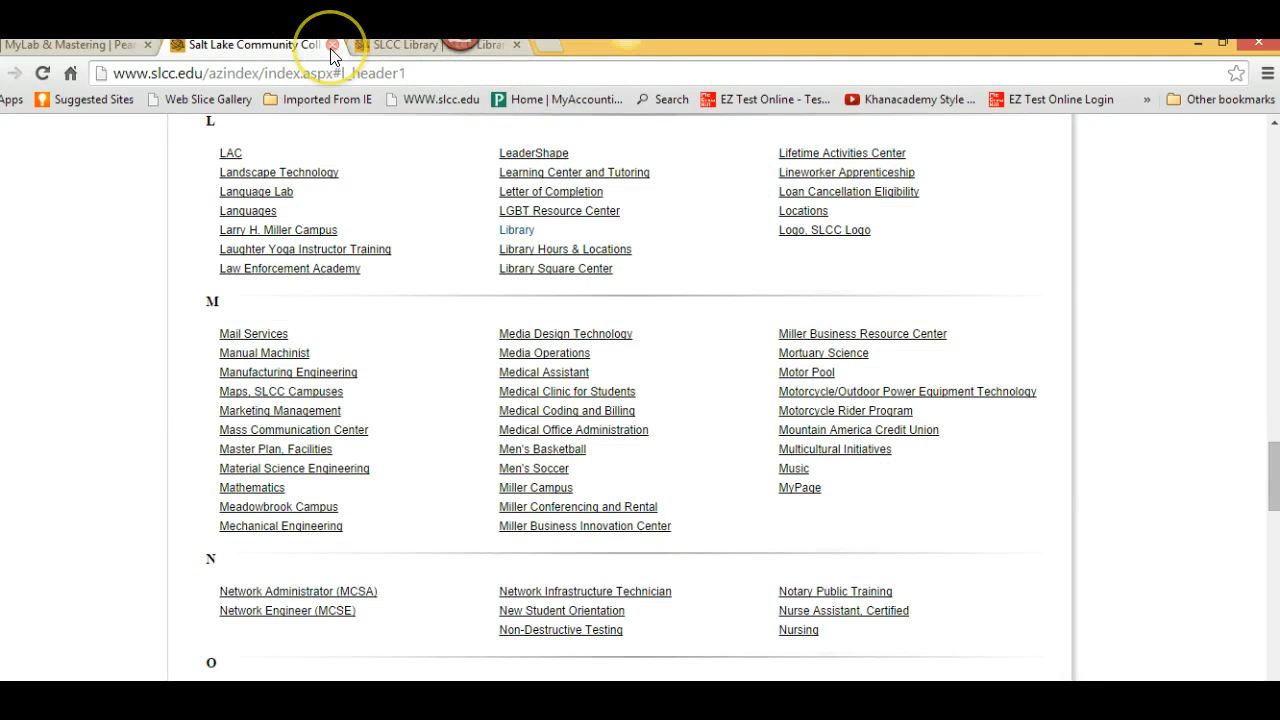 MyLab & Mastering | Pear
Salt Lake Community Coll
SLCC Library
Libra
www.slcc.edu/azindex/index.aspx#l_header1
Apps Suggested Sites Web Slice Gallery Imported From IE WWW.slcc.edu Home | MyAccounti... Search EZ Test Online - Tes... Khanacademy Style ... EZ Test Online Login » Other bookmarks
L
LAC LeaderShape Lifetime Activities Center
Landscape Technology Learning Center and Tutoring Lineworker Apprenticeship
Language Lab Letter of Completion Loan Cancellation Eligibility
Languages LGBT Resource Center Locations
Larry H. Miller Campus Library Logo, SLCC Logo
Laughter Yoga Instructor Training Library Hours & Locations
Law Enforcement Academy Library Square Center
M
Mail Services Media Design Technology Miller Business Resource Center
Manual Machinist Media Operations Mortuary Science
Manufacturing Engineering Medical Assistant Motor Pool
Maps, SLCC Campuses Medical Clinic for Students Motorcycle/Outdoor Power Equipment Technology
Marketing Management Medical Coding and Billing Motorcycle Rider Program
Mass Communication Center Medical Office Administration Mountain America Credit Union
Master Plan, Facilities Men's Basketball Multicultural Initiatives
Material Science Engineering Men's Soccer Music
Mathematics Miller Campus MyPage
Meadowbrook Campus Miller Conferencing and Rental
Mechanical Engineering Miller Business Innovation Center
N
Network Administrator (MCSA) Network Infrastructure Technician Notary Public Training
Network Engineer (MCSE) New Student Orientation Nurse Assistant, Certified
Non-Destructive Testing Nursing
O